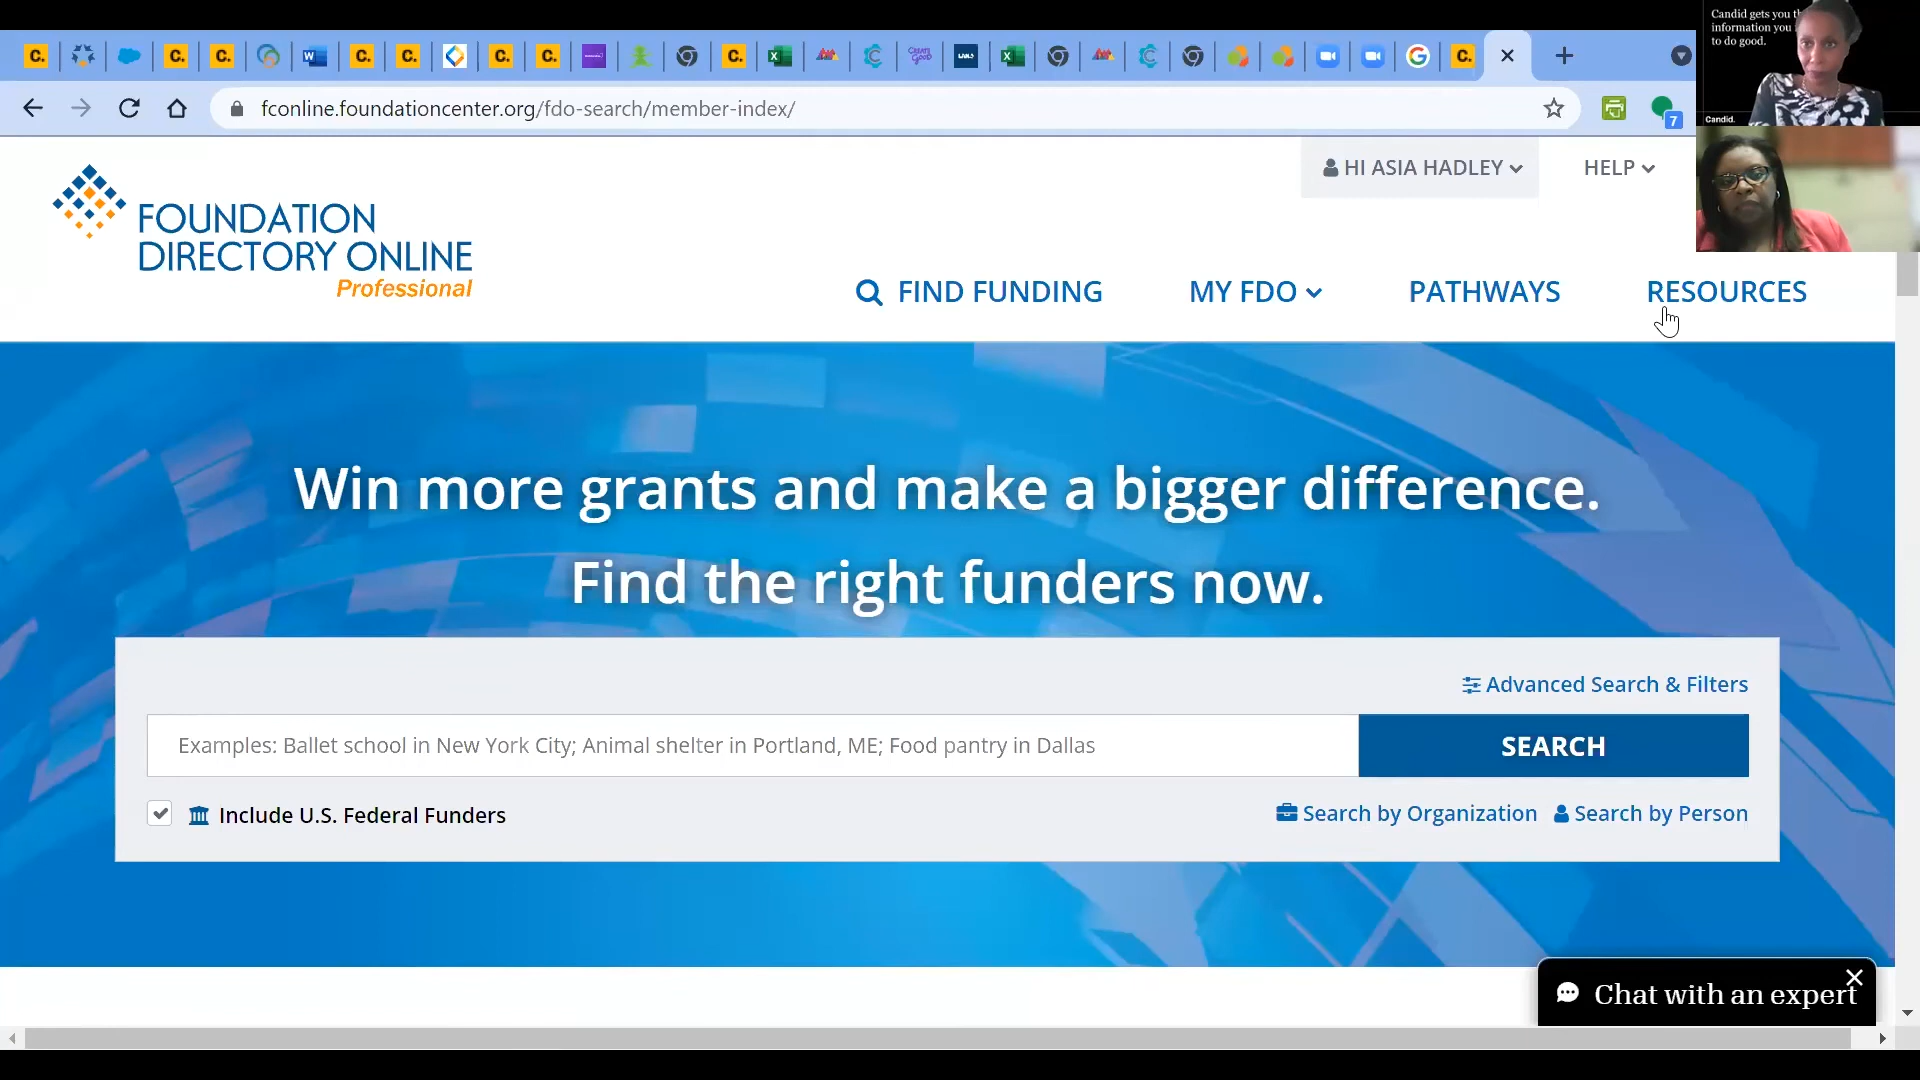 Candid gets you
information you
to do good.
Candid.
fconline.foundationcenter.org/fdo-search/member-index/
7
HI ASIA HADLEY
HELP
FOUNDATION
DIRECTORY ONLINE
Professional
FIND FUNDING
MY FDO
PATHWAYS
RESOURCES
Win more grants and make a bigger difference.
Find the right funders now.
Advanced Search & Filters
Examples: Ballet school in New York City; Animal shelter in Portland, ME; Food pantry in Dallas
SEARCH
Include U.S. Federal Funders
Search by Organization
Search by Person
Chat with an expert